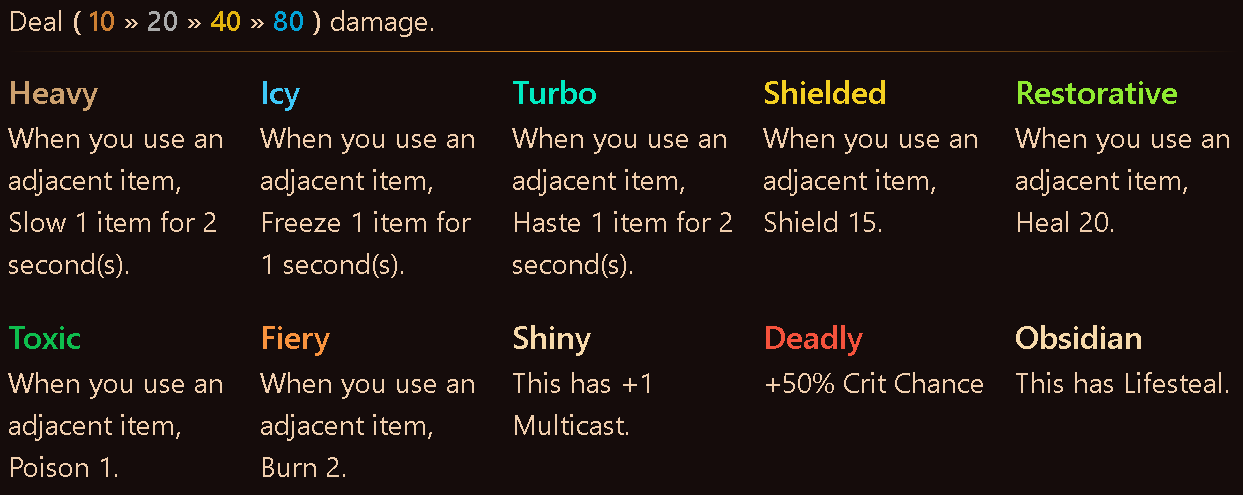 Deal ( 10 » 20 » 40 » 80 ) damage.
Heavy
When you use an
adjacent item,
Slow 1 item for 2
second(s).
Icy
When you use an
adjacent item,
Freeze 1 item for
1 second(s).
Turbo
When you use an
adjacent item,
Haste 1 item for 2
second(s).
Shielded
When you use an
adjacent item,
Shield 15.
Restorative
When you use an
adjacent item,
Heal 20.
Toxic
When you use an
adjacent item,
Poison 1.
Fiery
When you use an
adjacent item,
Burn 2.
Shiny
This has +1
Multicast.
Deadly
+50% Crit Chance
Obsidian
This has Lifesteal.